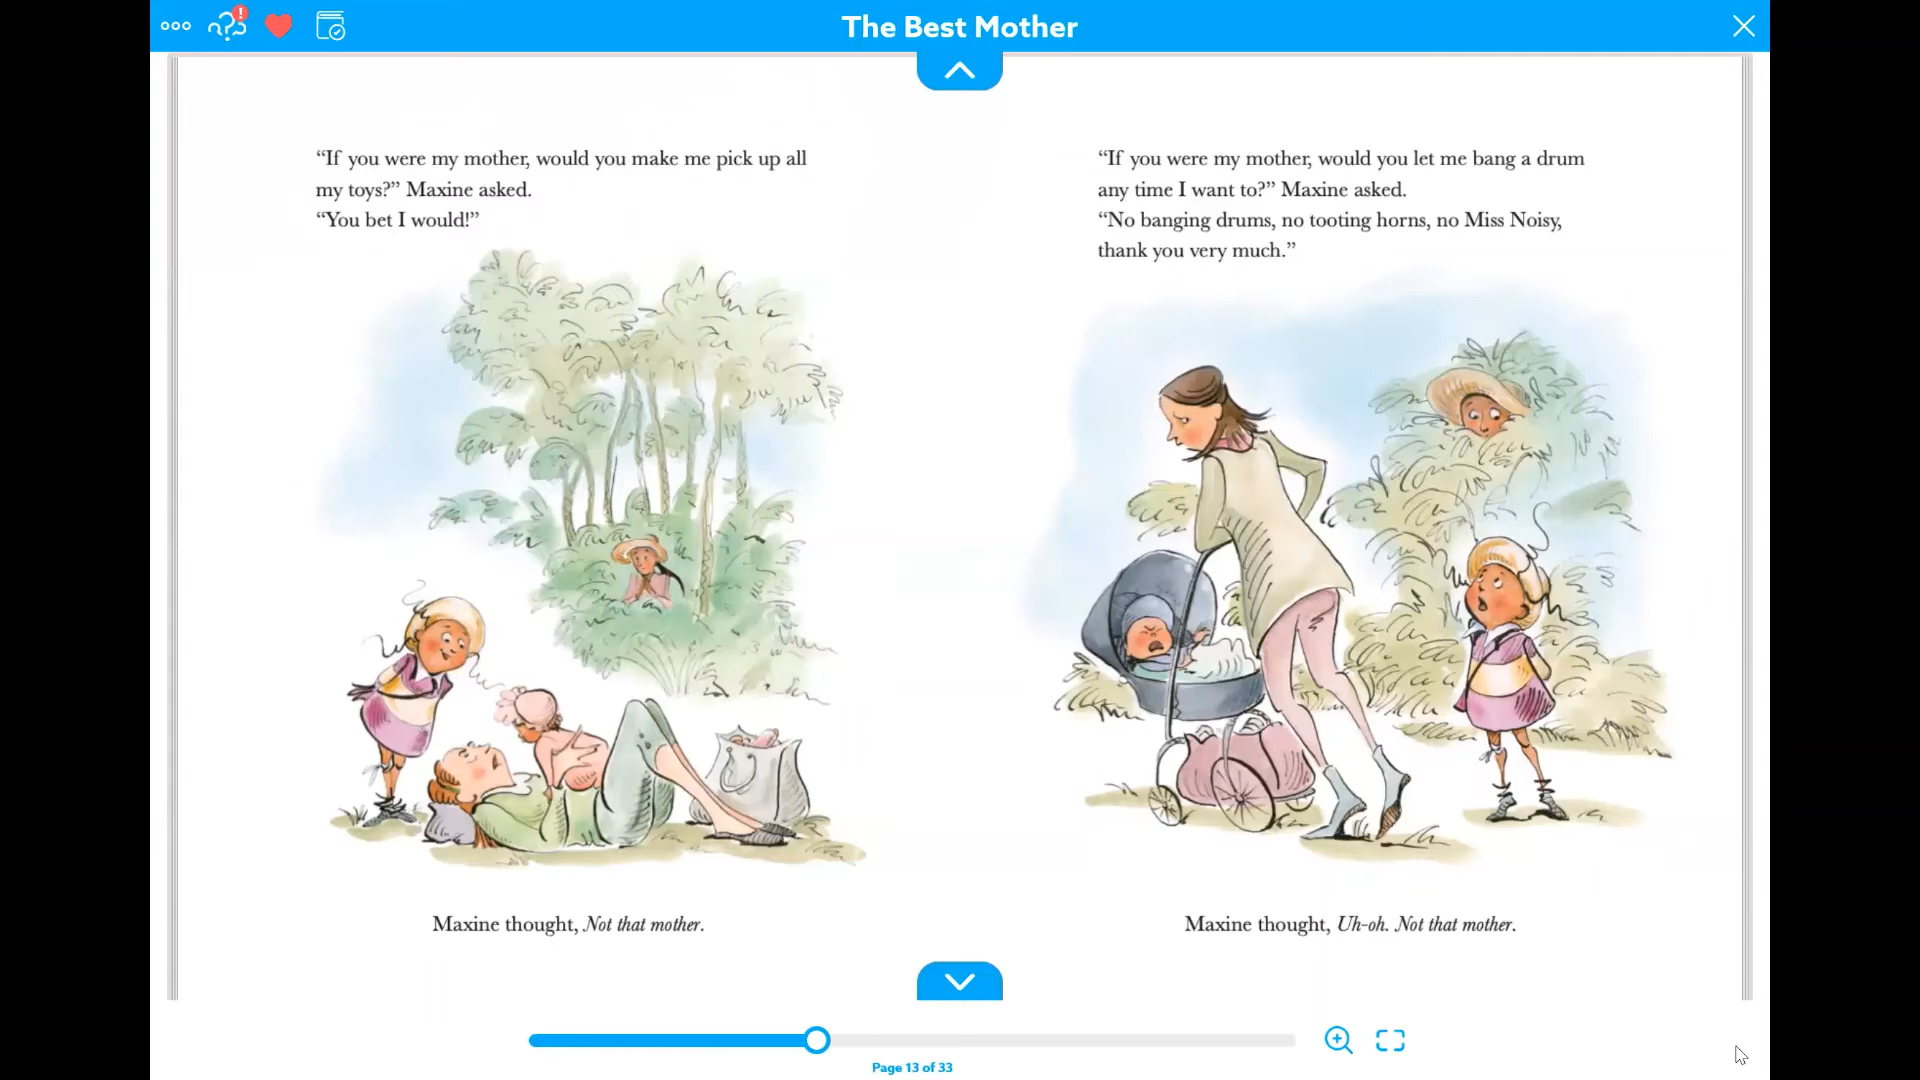 The Best Mother
“If you were my mother, would you make me pick up all
my toys?” Maxine asked.
“You bet I would!”
Maxine thought, Not that mother.
“If you were my mother, would you let me bang a drum
any time I want to?” Maxine asked.
“No banging drums, no tooting horns, no Miss Noisy,
thank you very much.”
Maxine thought, Uh-oh. Not that mother.
Page 13 of 33